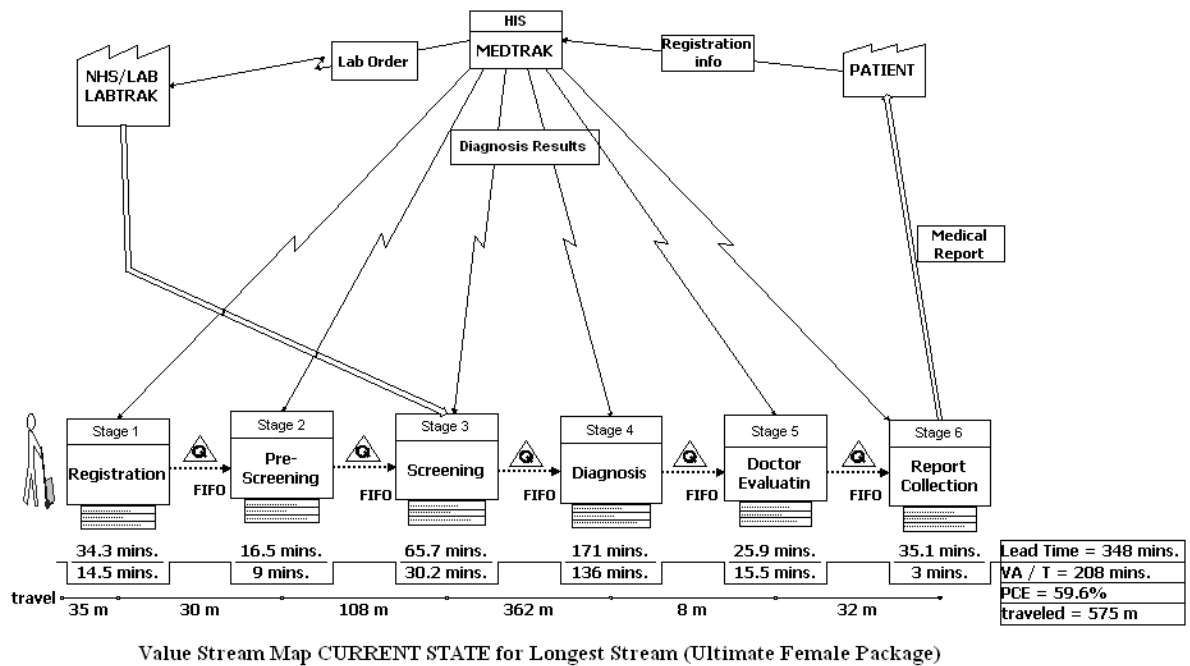 HIS
MEDTRAK
Lab Order
Registration
info
NHS/LAB
LABTRAK
PATIENT
Diagnosis Results
Medical
Report
Stage 1
Registration
Stage 2
Pre-
Screening
Stage 3
Screening
Stage 4
Diagnosis
Stage 5
Doctor
Evaluatin
Stage 6
Report
Collection
Q
Q
Q
Q
Q
FIFO
FIFO
FIFO
FIFO
FIFO
34.3 mins.
16.5 mins.
65.7 mins.
171 mins.
25.9 mins.
35.1 mins.
14.5 mins.
9 mins.
30.2 mins.
136 mins.
15.5 mins.
3 mins.
Lead Time = 348 mins.
VA / T = 208 mins.
PCE = 59.6%
traveled = 575 m
travel
35 m
30 m
108 m
362 m
8 m
32 m
Value Stream Map CURRENT STATE for Longest Stream (Ultimate Female Package)